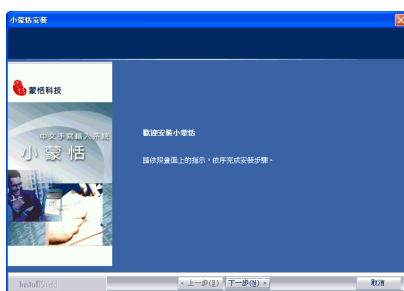 小蒙恬安裝
蒙恬科技
中文手寫輸入系統
小蒙恬
歡迎安裝小蒙恬
請依照畫面上的指示，依序完成安裝步驟。
InstallShield
< 上一步(B)
下一步(N) >
取消